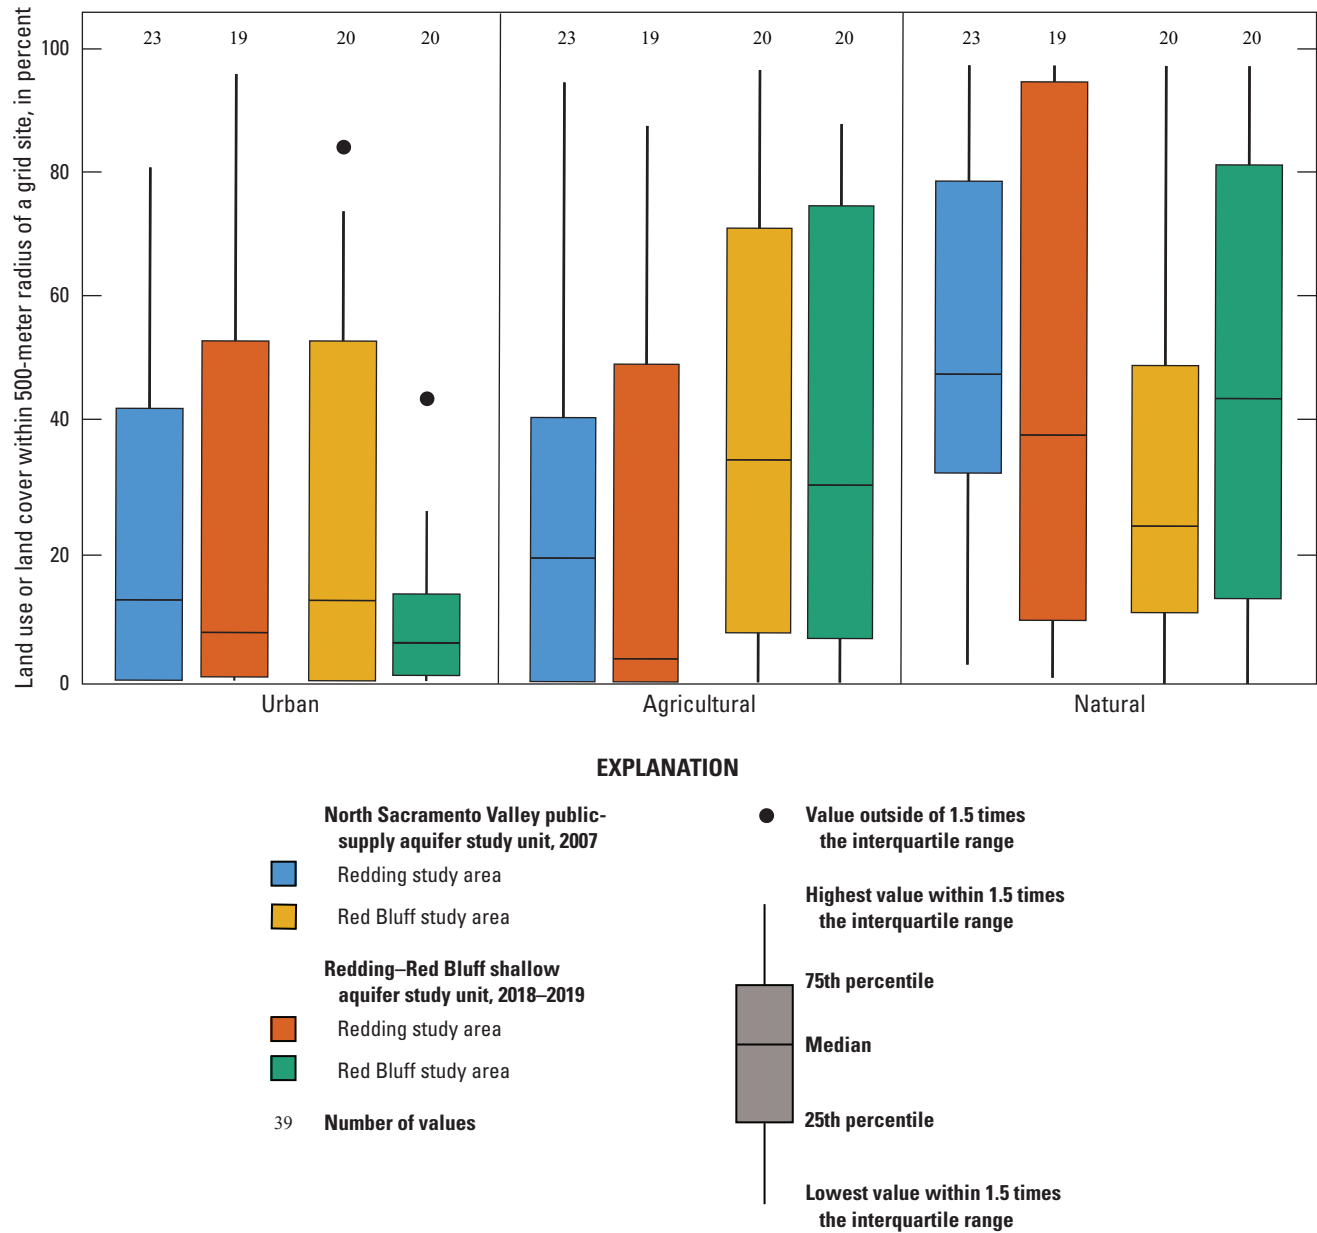 Land use or land cover within 500-meter radius of a grid site, in percent
23 19 20 20 23 19 20 20 23 19 20 20
100
80
60
40
20
0
Urban Agricultural Natural
EXPLANATION
North Sacramento Valley public-
supply aquifer study unit, 2007
Redding study area
Red Bluff study area
Redding–Red Bluff shallow
aquifer study unit, 2018–2019
Redding study area
Red Bluff study area
39 Number of values
Value outside of 1.5 times
the interquartile range
Highest value within 1.5 times
the interquartile range
75th percentile
Median
25th percentile
Lowest value within 1.5 times
the interquartile range